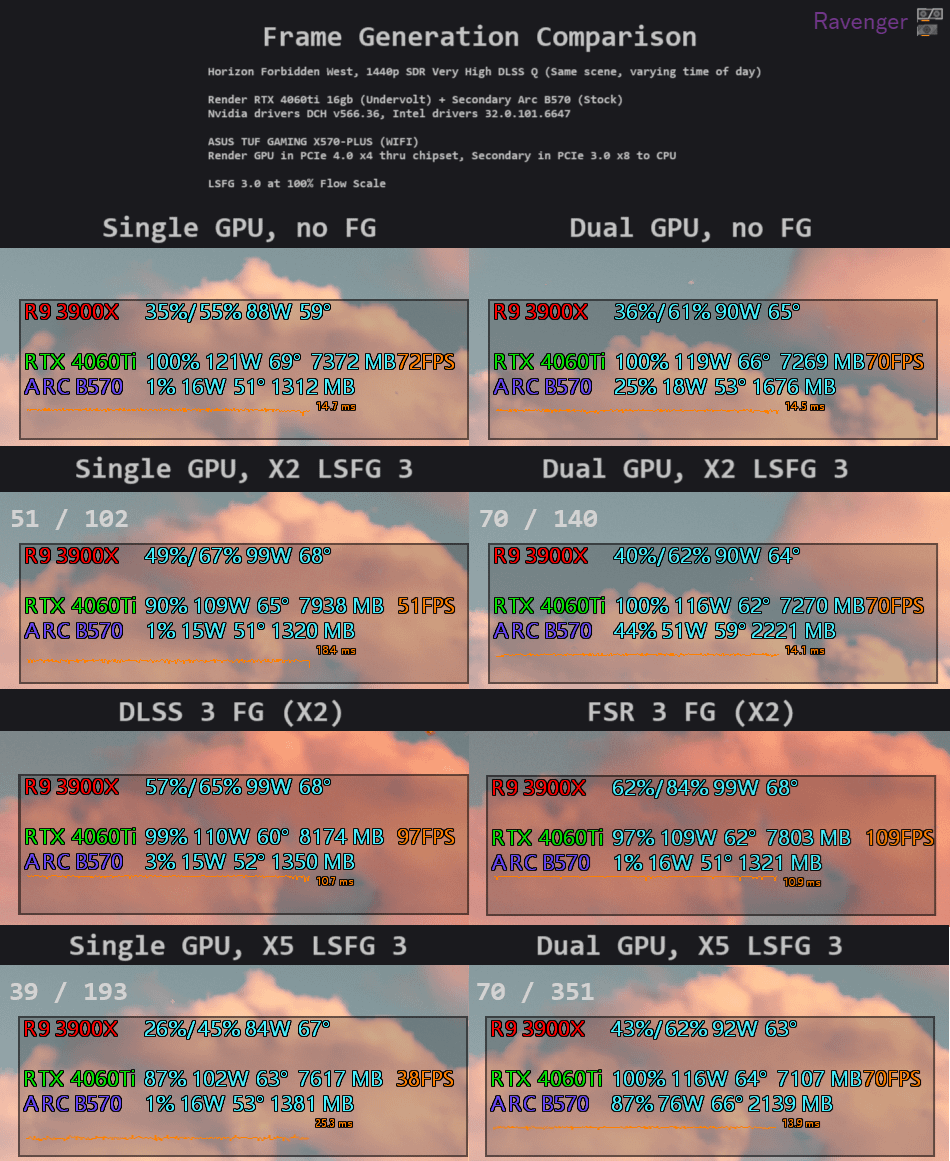 Ravenger
Frame Generation Comparison
Horizon Forbidden West, 1440p SDR Very High DLSS Q (Same scene, varying time of day)
Render RTX 4060ti 16gb (Undervolt) + Secondary Arc B570 (Stock)
Nvidia drivers DCH v566.36, Intel drivers 32.0.101.6647
ASUS TUF GAMING X570-PLUS (WIFI)
Render GPU in PCIe 4.0 x4 thru chipset, Secondary in PCIe 3.0 x8 to CPU
LSFG 3.0 at 100% Flow Scale
Single GPU, no FG
R9 3900X 35%/55% 88W 59°
RTX 4060Ti 100% 121W 69° 7372 MB 72FPS
ARC B570 1% 16W 51° 1312 MB
14.7 ms
Dual GPU, no FG
R9 3900X 36%/61% 90W 65°
RTX 4060Ti 100% 119W 66° 7269 MB 70FPS
ARC B570 25% 18W 53° 1676 MB
14.5 ms
Single GPU, X2 LSFG 3
51 / 102
R9 3900X 49%/67% 99W 68°
RTX 4060Ti 90% 109W 65° 7938 MB 51FPS
ARC B570 1% 15W 51° 1320 MB
18.4 ms
Dual GPU, X2 LSFG 3
70 / 140
R9 3900X 40%/62% 90W 64°
RTX 4060Ti 100% 116W 62° 7270 MB 70FPS
ARC B570 44% 51W 59° 2221 MB
14.1 ms
DLSS 3 FG (X2)
R9 3900X 57%/65% 99W 68°
RTX 4060Ti 99% 110W 60° 8174 MB 97FPS
ARC B570 3% 15W 52° 1350 MB
10.7 ms
FSR 3 FG (X2)
R9 3900X 62%/84% 99W 68°
RTX 4060Ti 97% 109W 62° 7803 MB 109FPS
ARC B570 1% 16W 51° 1321 MB
10.9 ms
Single GPU, X5 LSFG 3
39 / 193
R9 3900X 26%/45% 84W 67°
RTX 4060Ti 87% 102W 63° 7617 MB 38FPS
ARC B570 1% 16W 53° 1381 MB
25.3 ms
Dual GPU, X5 LSFG 3
70 / 351
R9 3900X 43%/62% 92W 63°
RTX 4060Ti 100% 116W 64° 7107 MB 70FPS
ARC B570 87% 76W 66° 2139 MB
13.9 ms